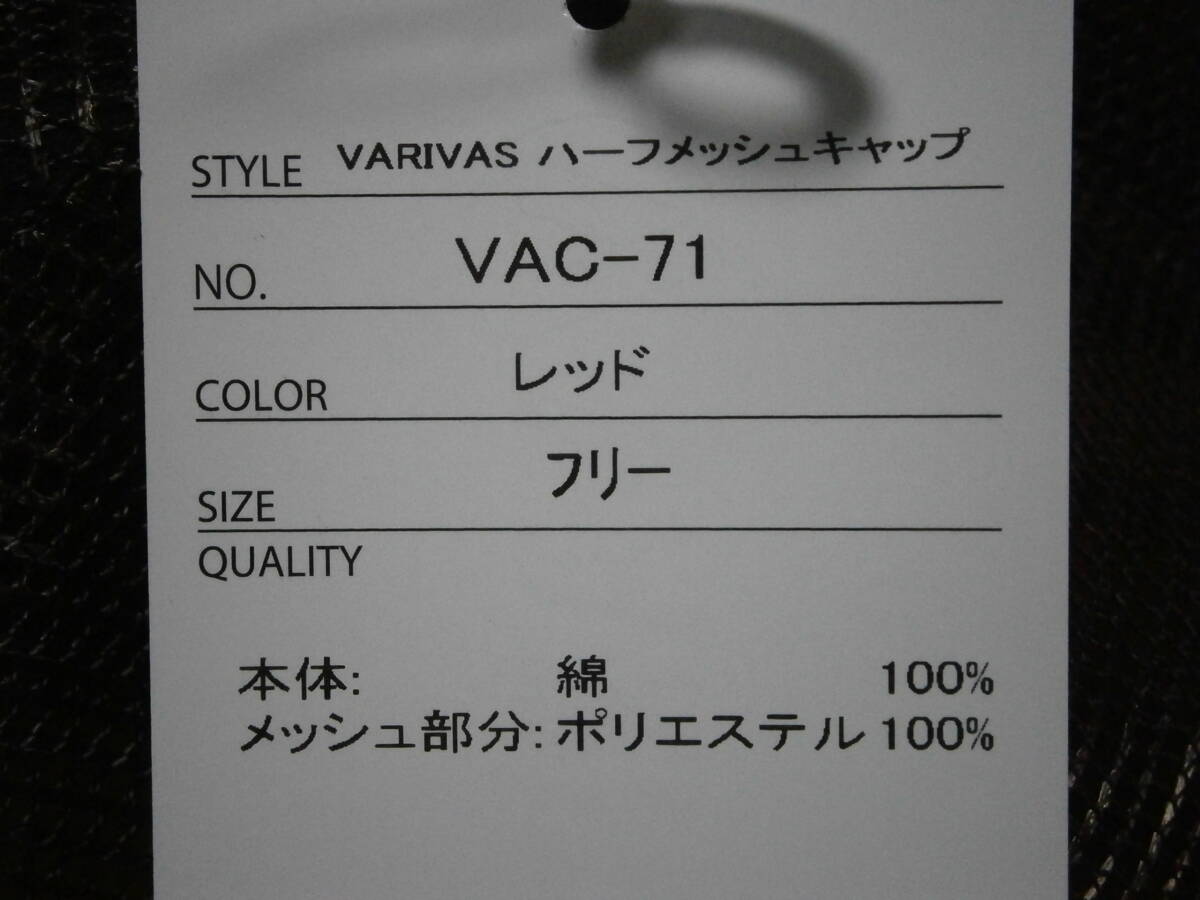 STYLE VARIVAS ハーフメッシュキャップ
NO. VAC-71
COLOR レッド
SIZE フリー
QUALITY
本体: 綿 100%
メッシュ部分: ポリエステル 100%